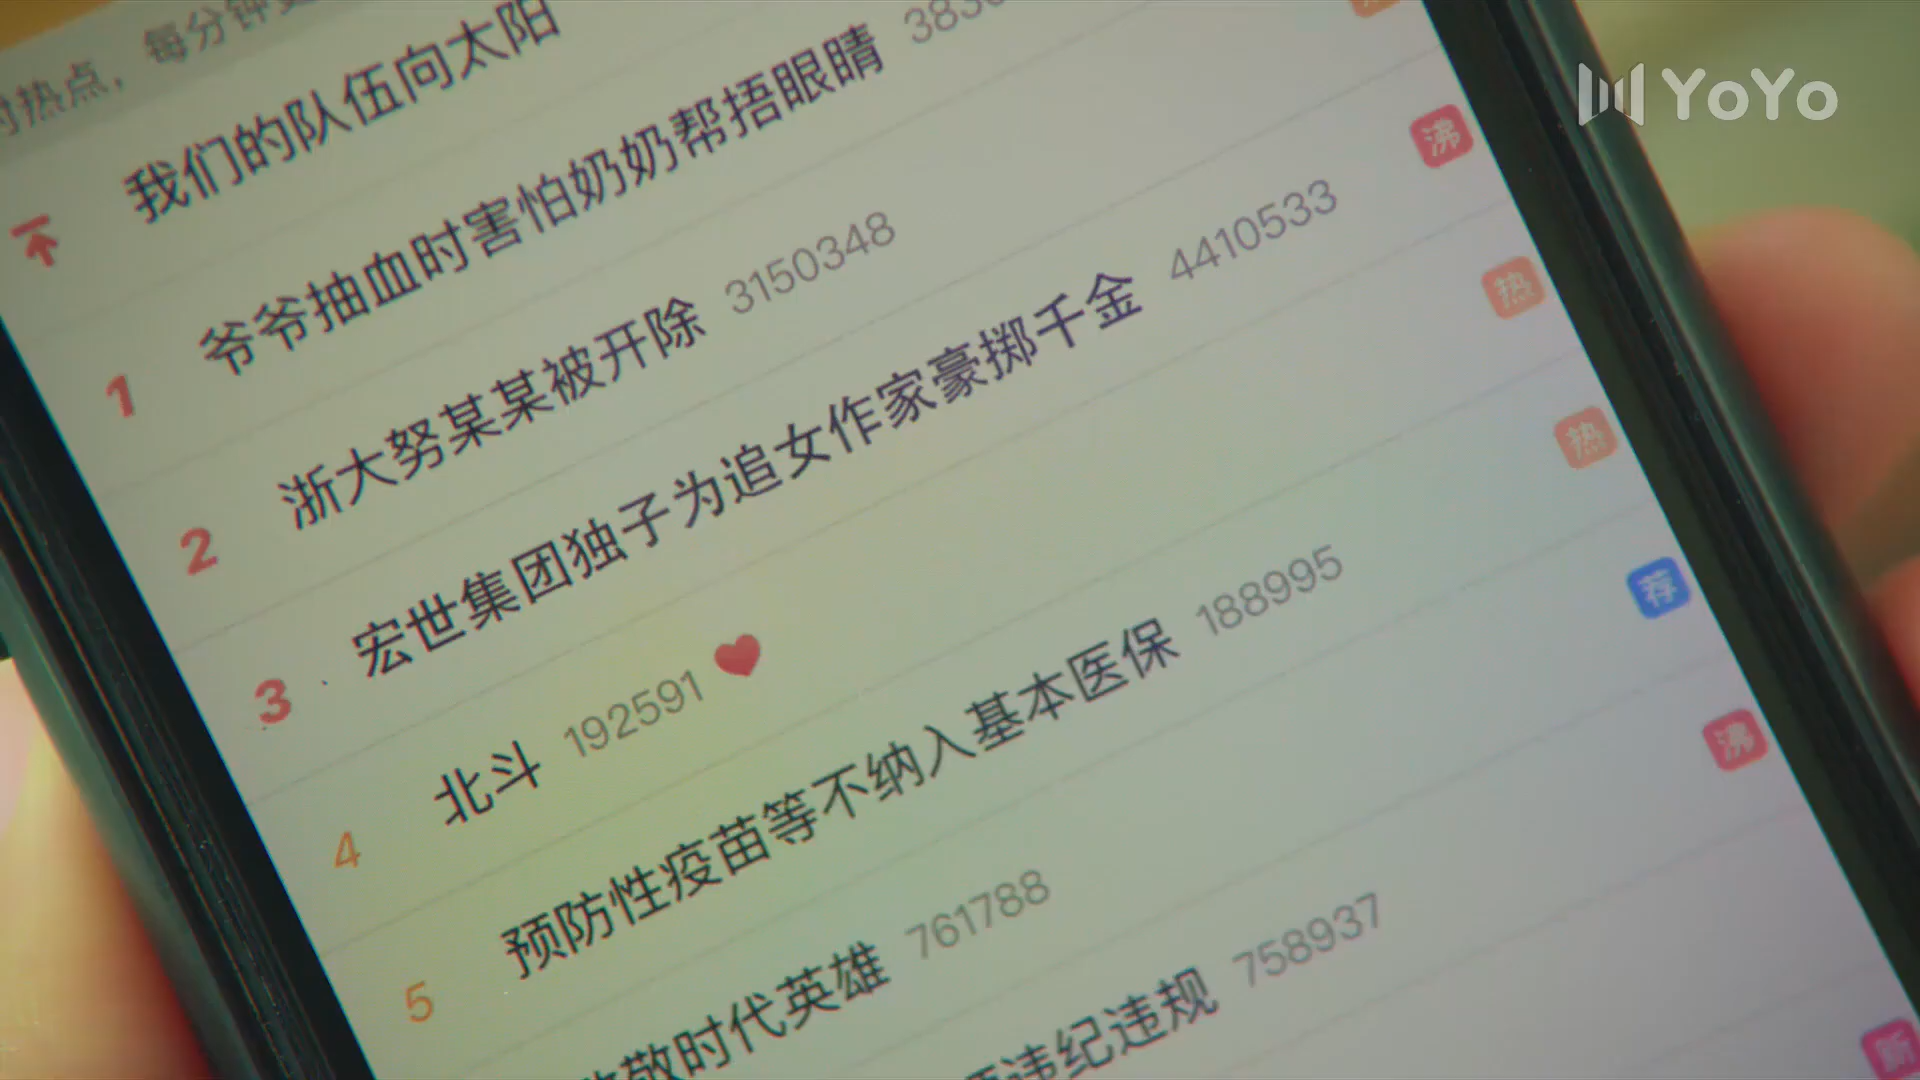 时热点，每分钟
我们的队伍向太阳
1 爷爷抽血时害怕奶奶帮捂眼睛 383
沸
2 浙大努某某被开除 3150348
热
3 宏世集团独子为追女作家豪掷千金 4410533
热
4 北斗 192591
荐
5 预防性疫苗等不纳入基本医保 188995
沸
敬时代英雄 761788
违纪违规 758937
新
YoYo